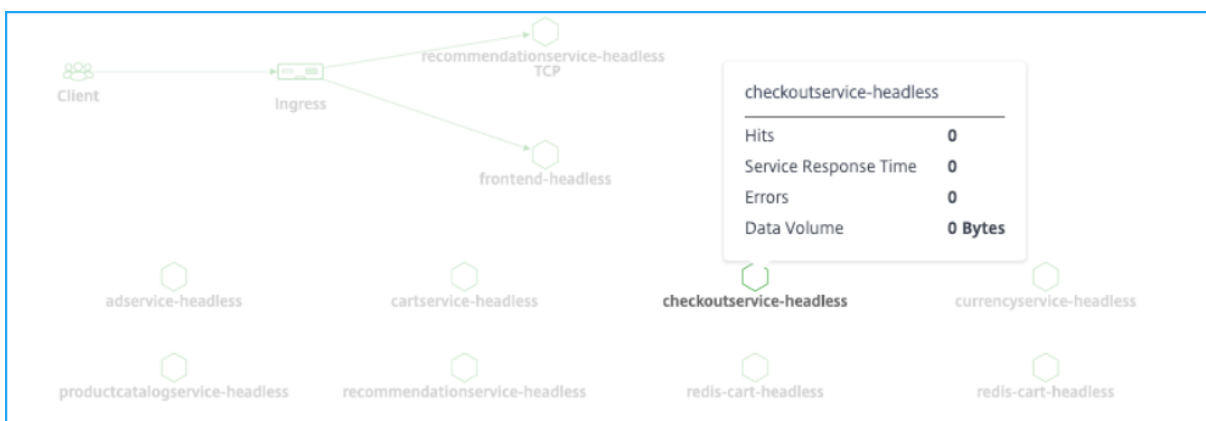 recommendationservice-headless
TCP
Client
Ingress
frontend-headless
checkoutservice-headless
Hits 0
Service Response Time 0
Errors 0
Data Volume 0 Bytes
adservice-headless
cartservice-headless
checkoutservice-headless
currencyservice-headless
productcatalogservice-headless
recommendationservice-headless
redis-cart-headless
redis-cart-headless